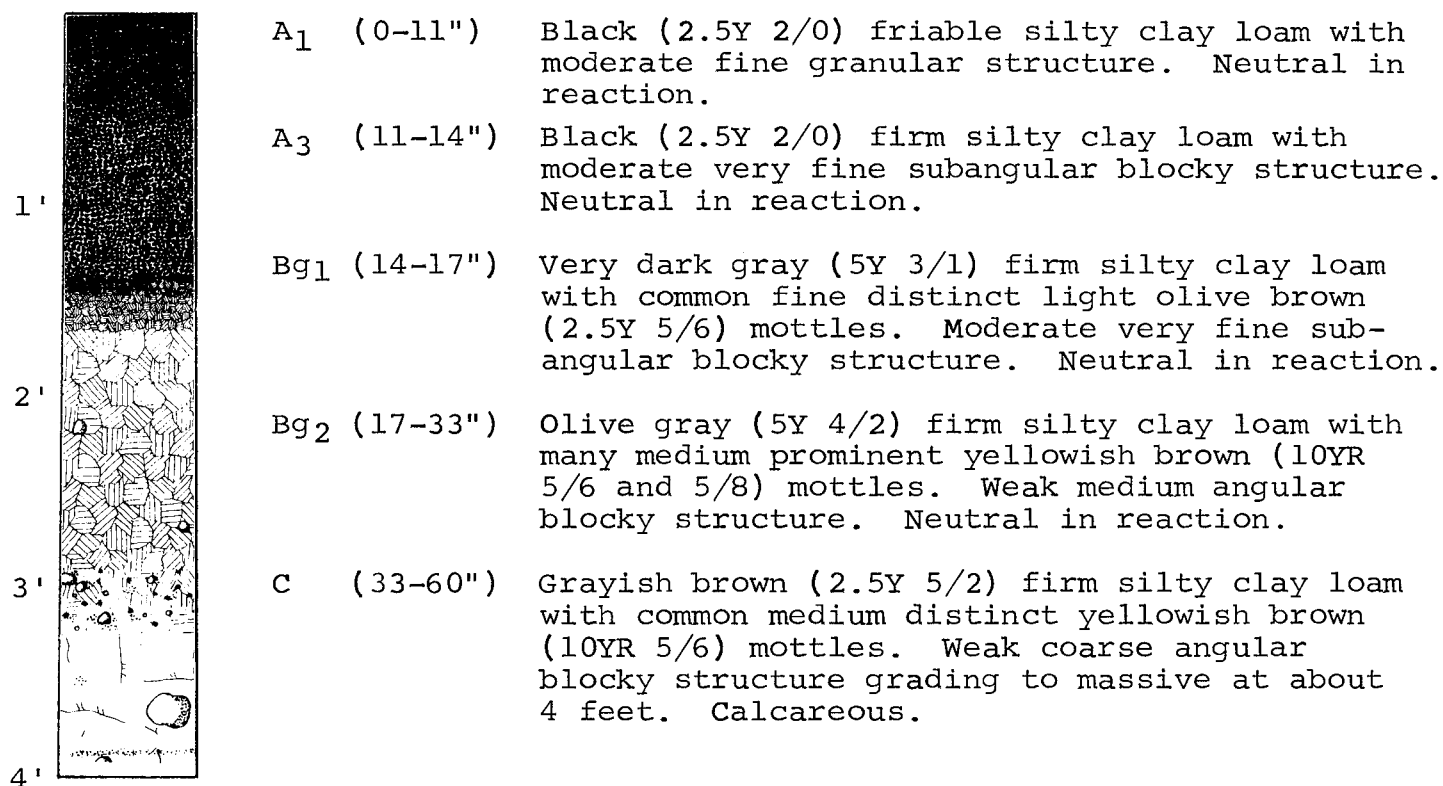 A1 (0-11") Black (2.5Y 2/0) friable silty clay loam with
moderate fine granular structure. Neutral in
reaction.
A3 (11-14") Black (2.5Y 2/0) firm silty clay loam with
moderate very fine subangular blocky structure.
1' Neutral in reaction.
Bg1 (14-17") Very dark gray (5Y 3/1) firm silty clay loam
with common fine distinct light olive brown
(2.5Y 5/6) mottles. Moderate very fine sub-
angular blocky structure. Neutral in reaction.
2'
Bg2 (17-33") Olive gray (5Y 4/2) firm silty clay loam with
many medium prominent yellowish brown (10YR
5/6 and 5/8) mottles. Weak medium angular
blocky structure. Neutral in reaction.
3' C (33-60") Grayish brown (2.5Y 5/2) firm silty clay loam
with common medium distinct yellowish brown
(10YR 5/6) mottles. Weak coarse angular
blocky structure grading to massive at about
4 feet. Calcareous.
4'